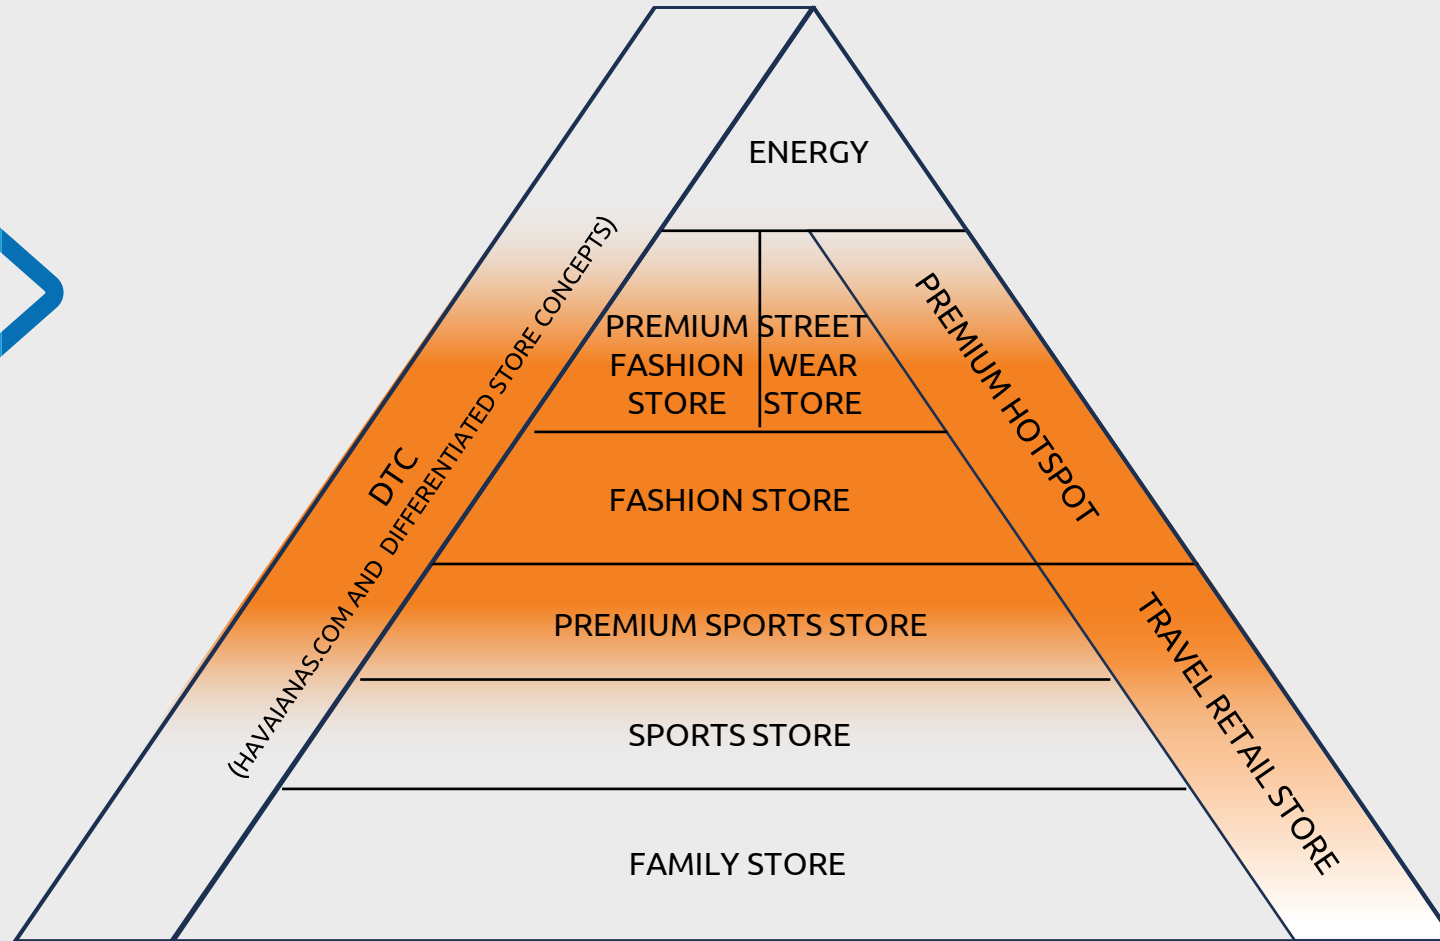 ENERGY
PREMIUM
FASHION
STORE
STREET
WEAR
STORE
PREMIUM HOTSPOT
DTC
(HAVAIANAS.COM AND DIFFERENTIATED STORE CONCEPTS)
FASHION STORE
PREMIUM SPORTS STORE
TRAVEL RETAIL STORE
SPORTS STORE
FAMILY STORE